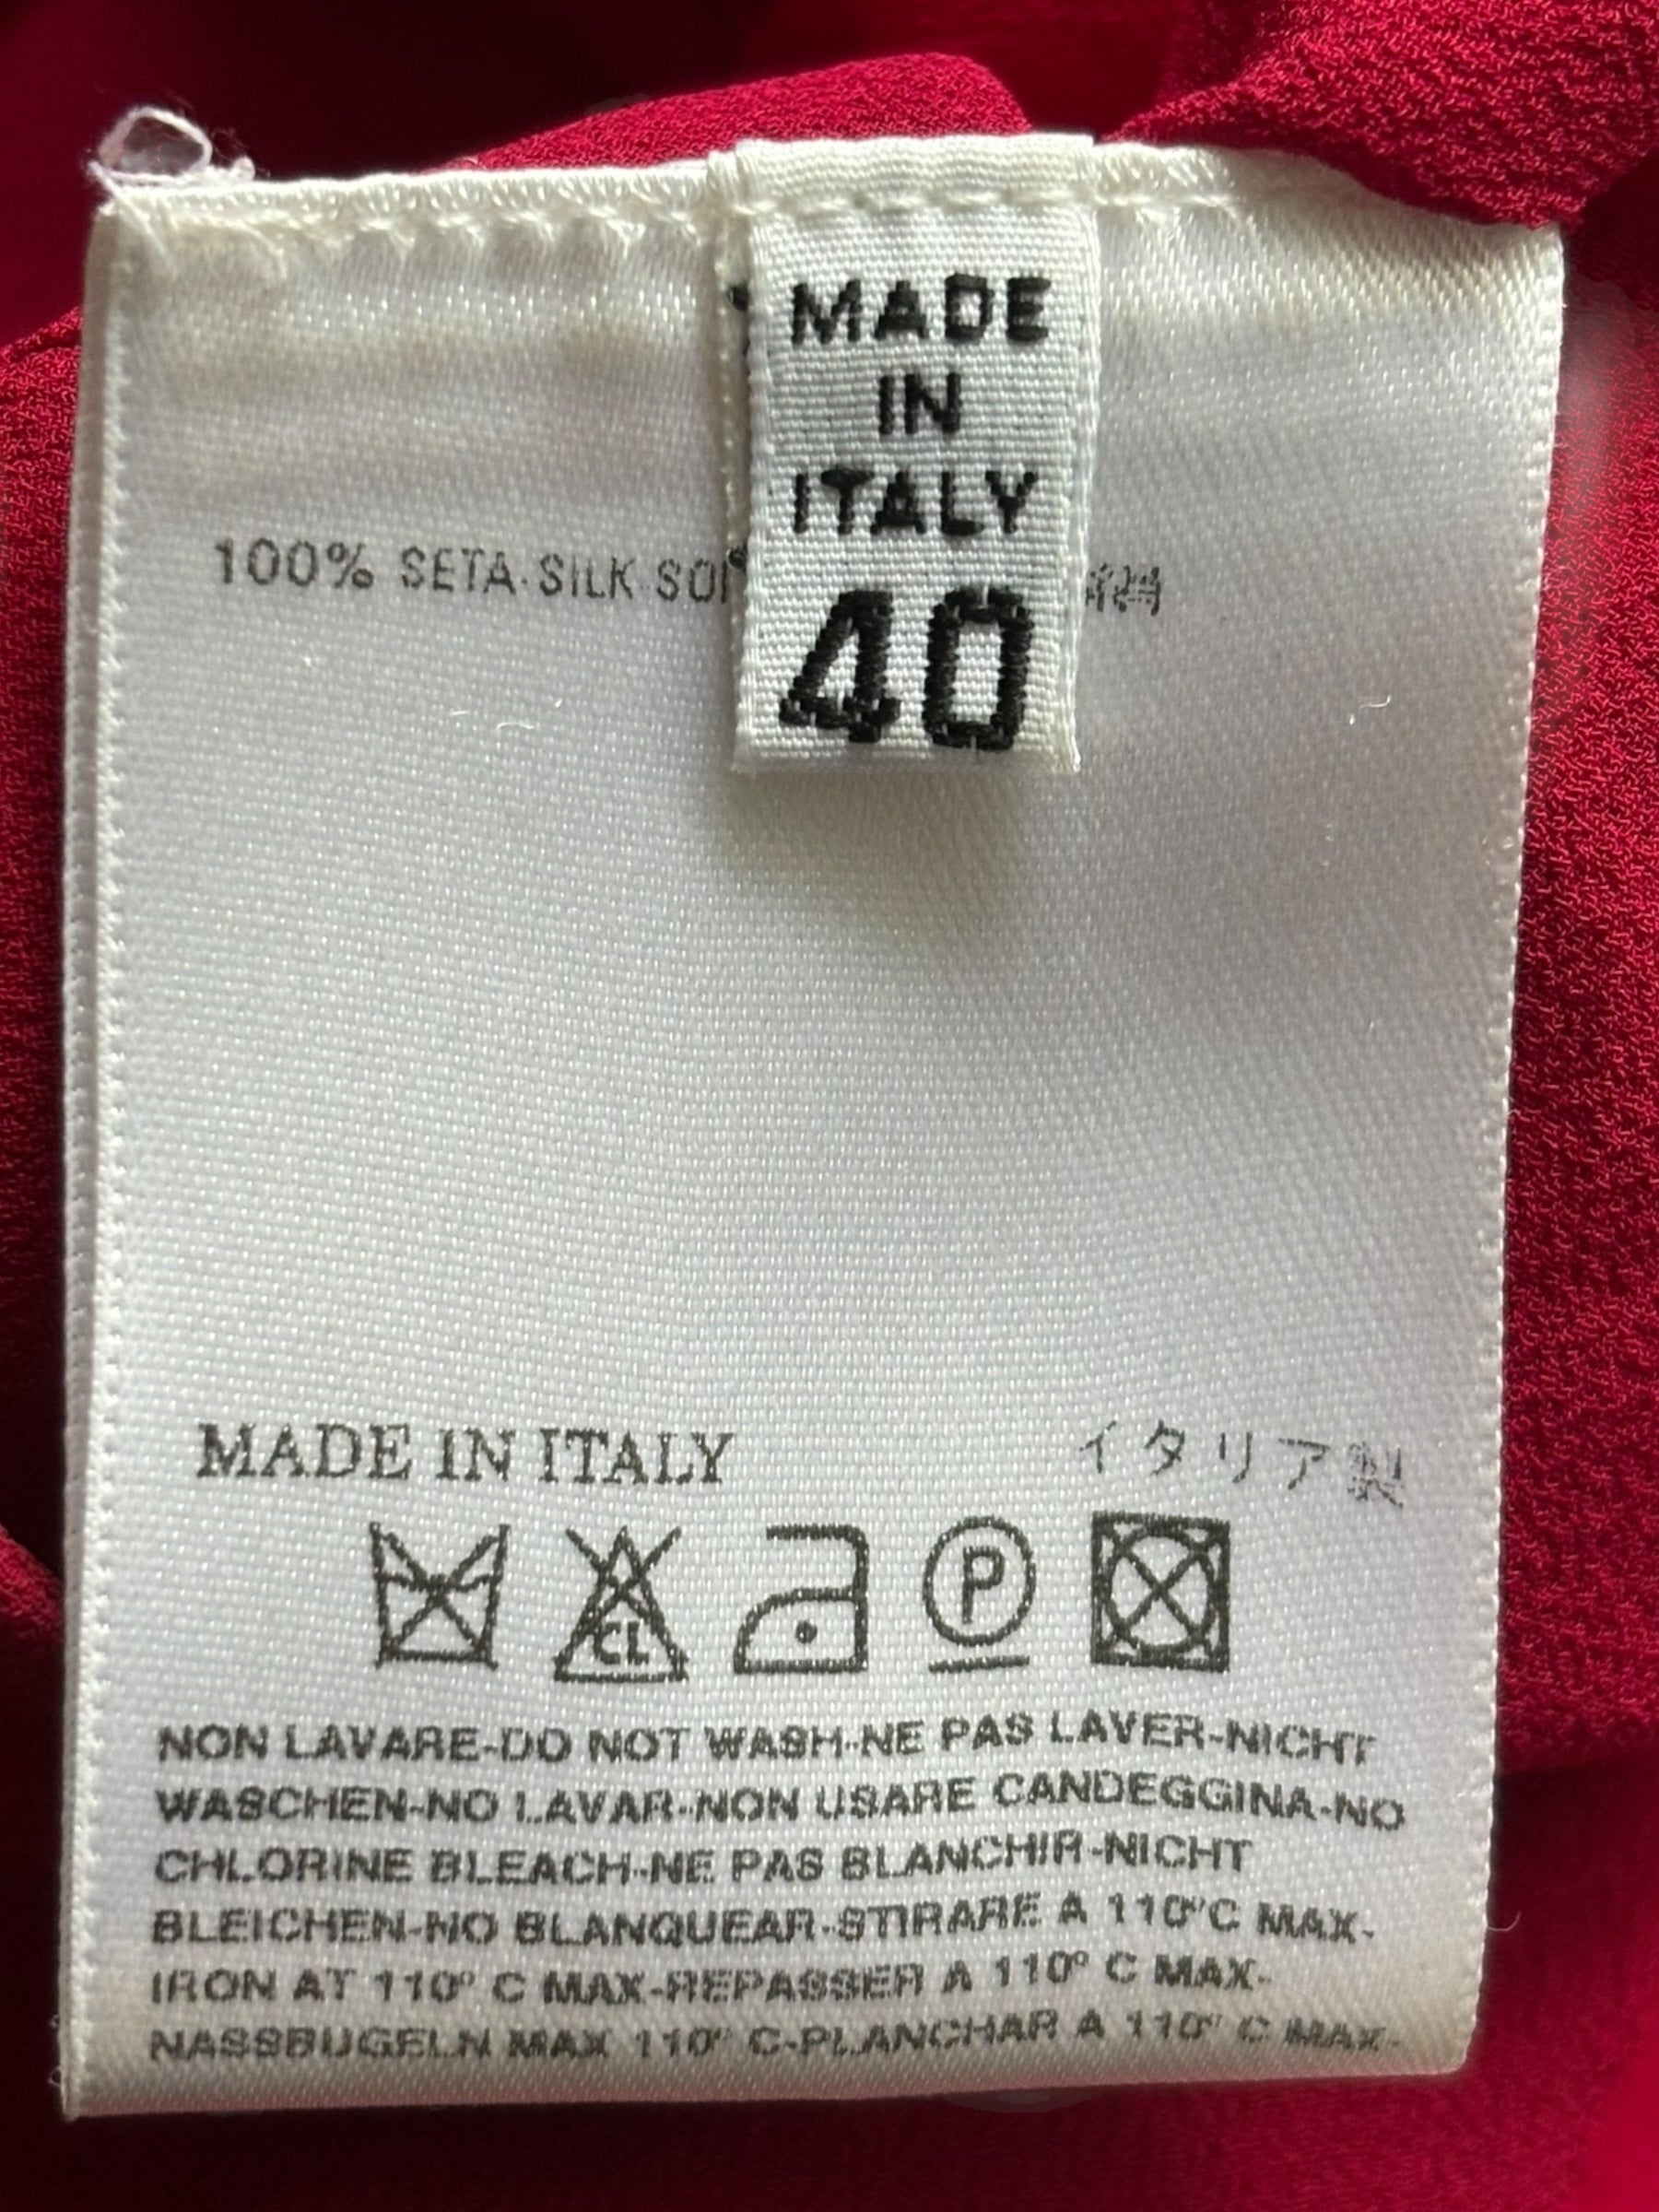 MADE
IN
ITALY
40
100% SETA-SILK
MADE IN ITALY
イタリア製
CL
P
NON LAVARE-DO NOT WASH-NE PAS LAVER-NICHT
WASCHEN-NO LAVAR-NON USARE CANDEGGINA-NO
CHLORINE BLEACH-NE PAS BLANCHIR-NICHT
BLEICHEN-NO BLANQUEAR-STIRARE A 110°C MAX-
IRON AT 110° C MAX-REPASSER A 110° C MAX-
NASSBUGELN MAX 110° C-PLANCHAR A 110° C MAX-